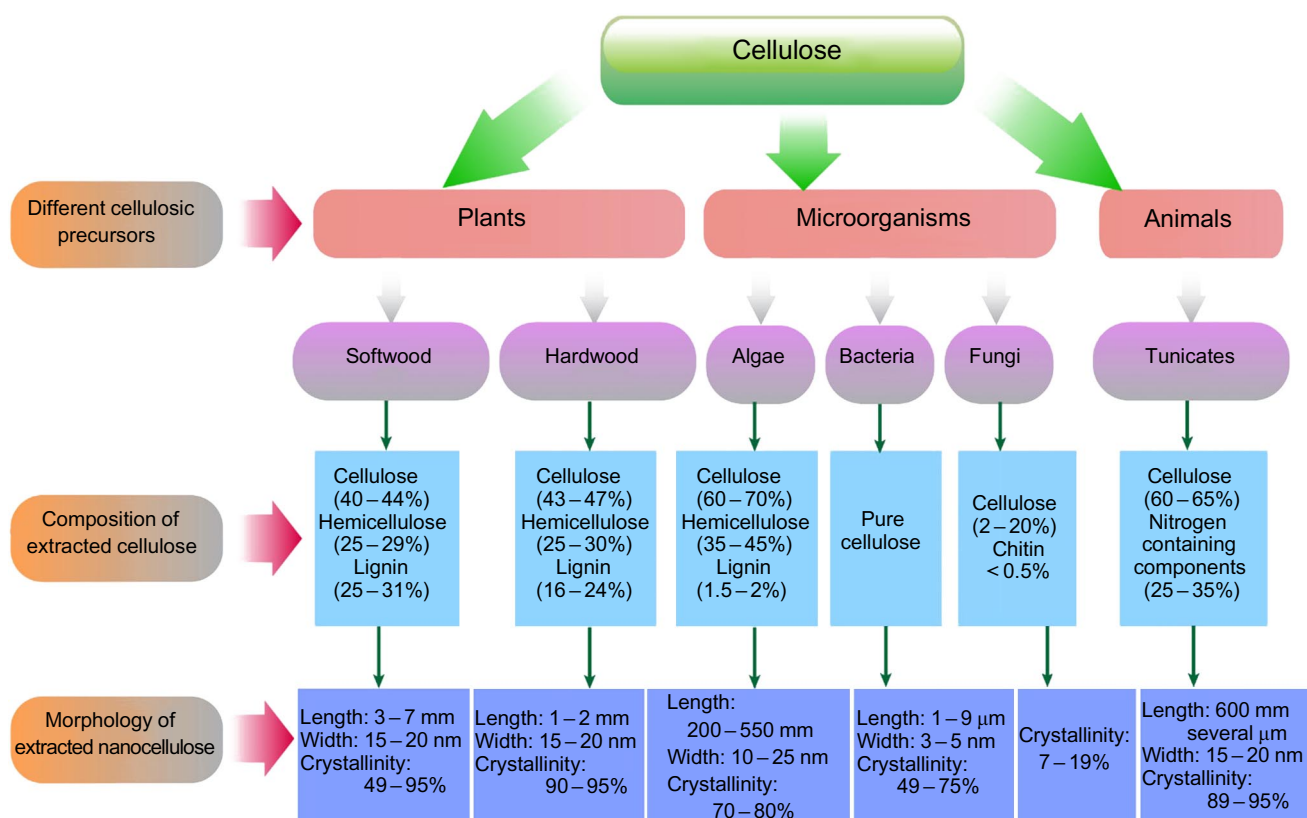 Cellulose
Different cellulosic
precursors
Plants
Microorganisms
Animals
Softwood
Hardwood
Algae
Bacteria
Fungi
Tunicates
Composition of
extracted cellulose
Cellulose
(40–44%)
Hemicellulose
(25–29%)
Lignin
(25–31%)
Cellulose
(43–47%)
Hemicellulose
(25–30%)
Lignin
(16–24%)
Cellulose
(60–70%)
Hemicellulose
(35–45%)
Lignin
(1.5–2%)
Pure
cellulose
Cellulose
(2–20%)
Chitin
<0.5%
Cellulose
(60–65%)
Nitrogen
containing
components
(25–35%)
Morphology of
extracted nanocellulose
Length: 3–7 mm
Width: 15–20 nm
Crystallinity:
49–95%
Length: 1–2 mm
Width: 15–20 nm
Crystallinity:
90–95%
Length:
200–550 mm
Width: 10–25 nm
Crystallinity:
70–80%
Length: 1–9 μm
Width: 3–5 nm
Crystallinity:
49–75%
Crystallinity:
7–19%
Length: 600 mm
several μm
Width: 15–20 nm
Crystallinity:
89–95%